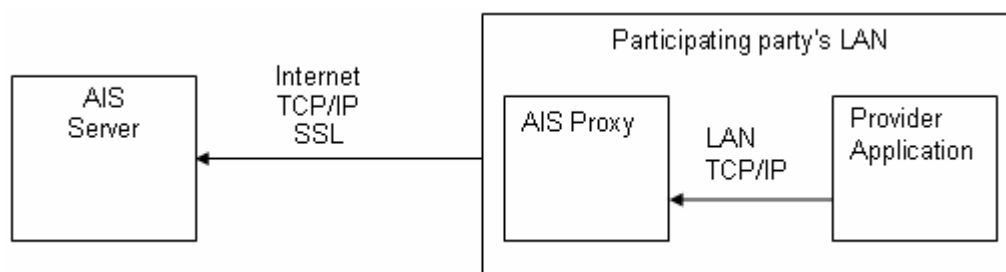 Participating party's LAN
AIS
Server
Internet
TCP/IP
SSL
AIS Proxy
LAN
TCP/IP
Provider
Application